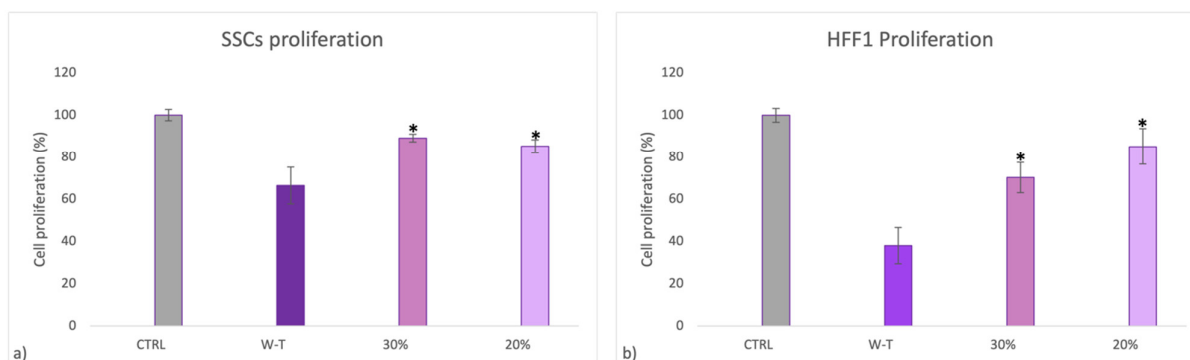 SSCs proliferation
Cell proliferation (%)
120
100
80
60
40
20
0
*
*
CTRL
W-T
30%
20%
a)
HFF1 Proliferation
Cell proliferation (%)
120
100
80
60
40
20
0
*
*
CTRL
W-T
30%
20%
b)